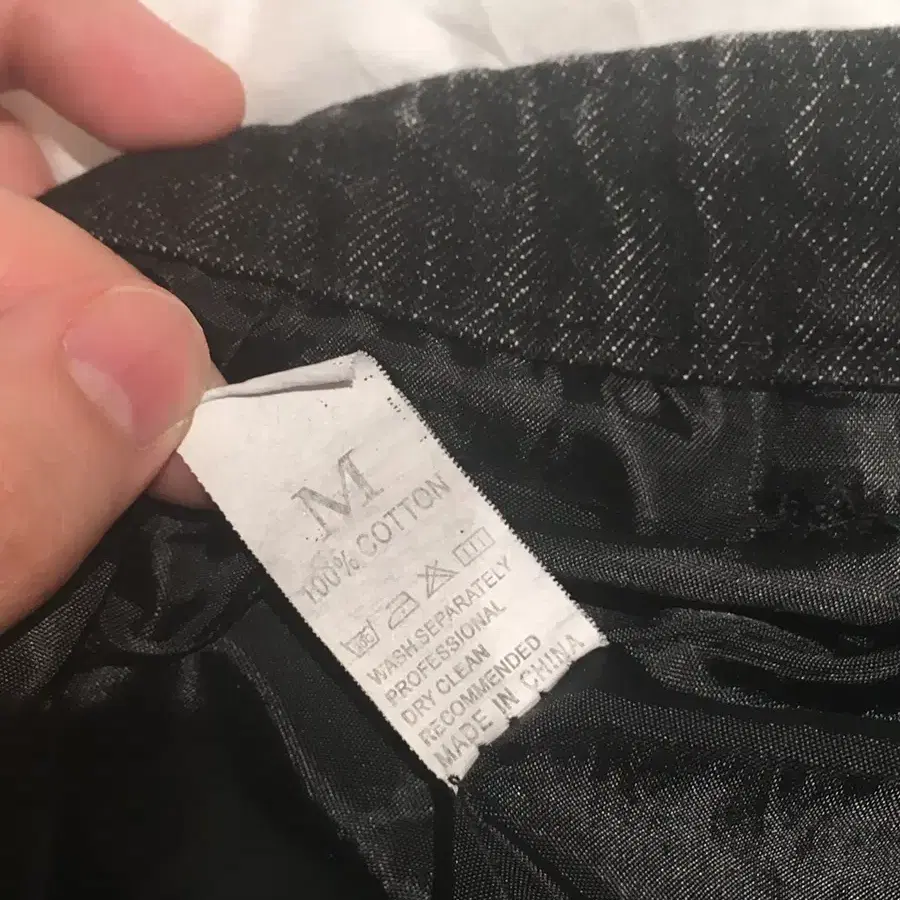 M
100% COTTON
WASH SEPARATELY
PROFESSIONAL
DRY CLEAN
RECOMMENDED
MADE IN CHINA